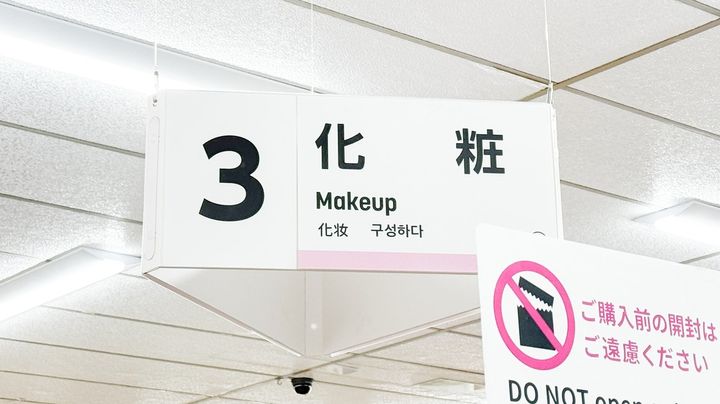 3
化 粧
Makeup
化妆 구성하다
ご購入前の開封は
ご遠慮ください
DO NOT open